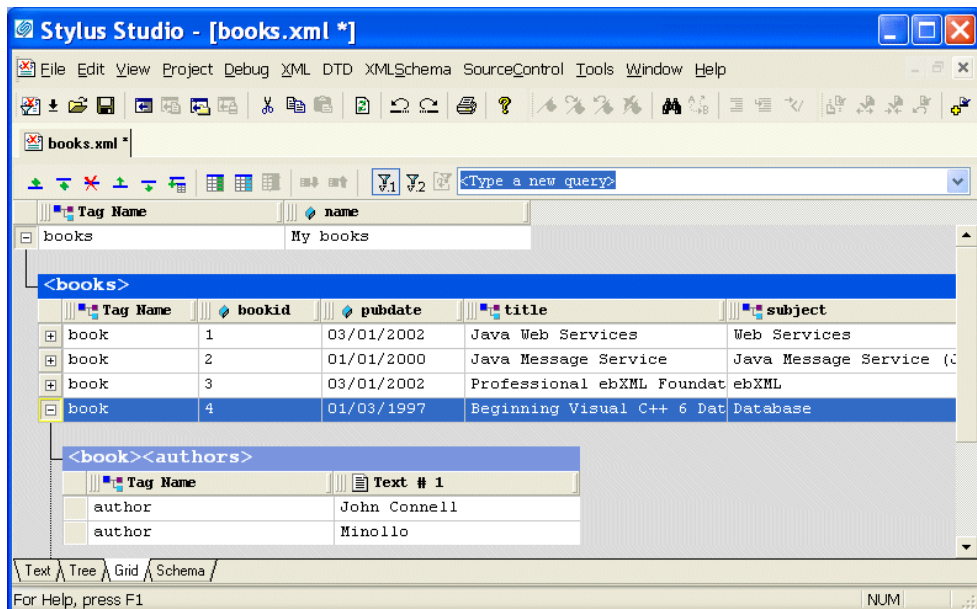 Stylus Studio - [books.xml *]
File Edit View Project Debug XML DTD XMLSchema SourceControl Tools Window Help
books.xml *
1 2 <Type a new query>
Tag Name name
books My books
<books>
Tag Name bookid pubdate title subject
book 1 03/01/2002 Java Web Services Web Services
book 2 01/01/2000 Java Message Service Java Message Service (J
book 3 03/01/2002 Professional ebXML Foundat ebXML
book 4 01/03/1997 Beginning Visual C++ 6 Dat Database
<book><authors>
Tag Name Text # 1
author John Connell
author Minollo
Text Tree Grid Schema
For Help, press F1 NUM